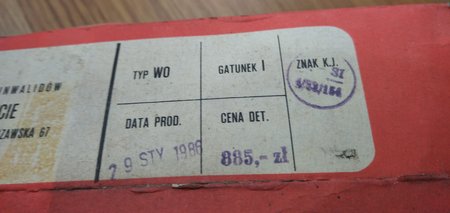 NWALIDÓW
CIE
ZAWSKA 67
TYP WO
GATUNEK I
ZNAK K.J.
DATA PROD.
29 STY 1986
CENA DET.
885,- zł